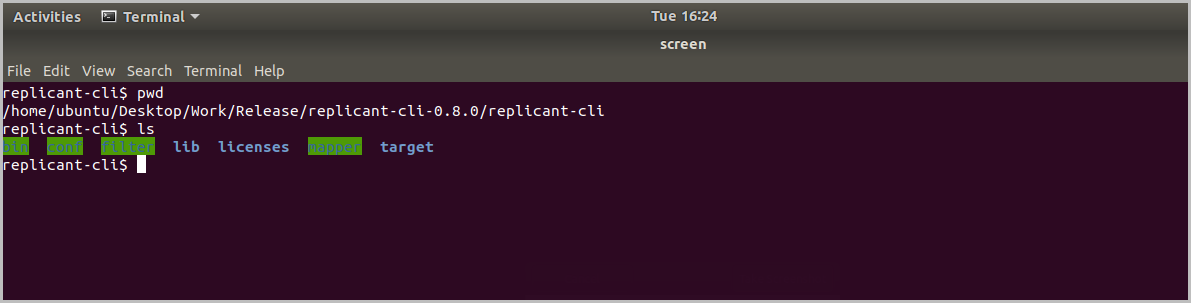 Activities Terminal Tue 16:24
screen
File Edit View Search Terminal Help
replicant-cli$ pwd
/home/ubuntu/Desktop/Work/Release/replicant-cli-0.8.0/replicant-cli
replicant-cli$ ls
bin conf filter lib licenses mapper target
replicant-cli$